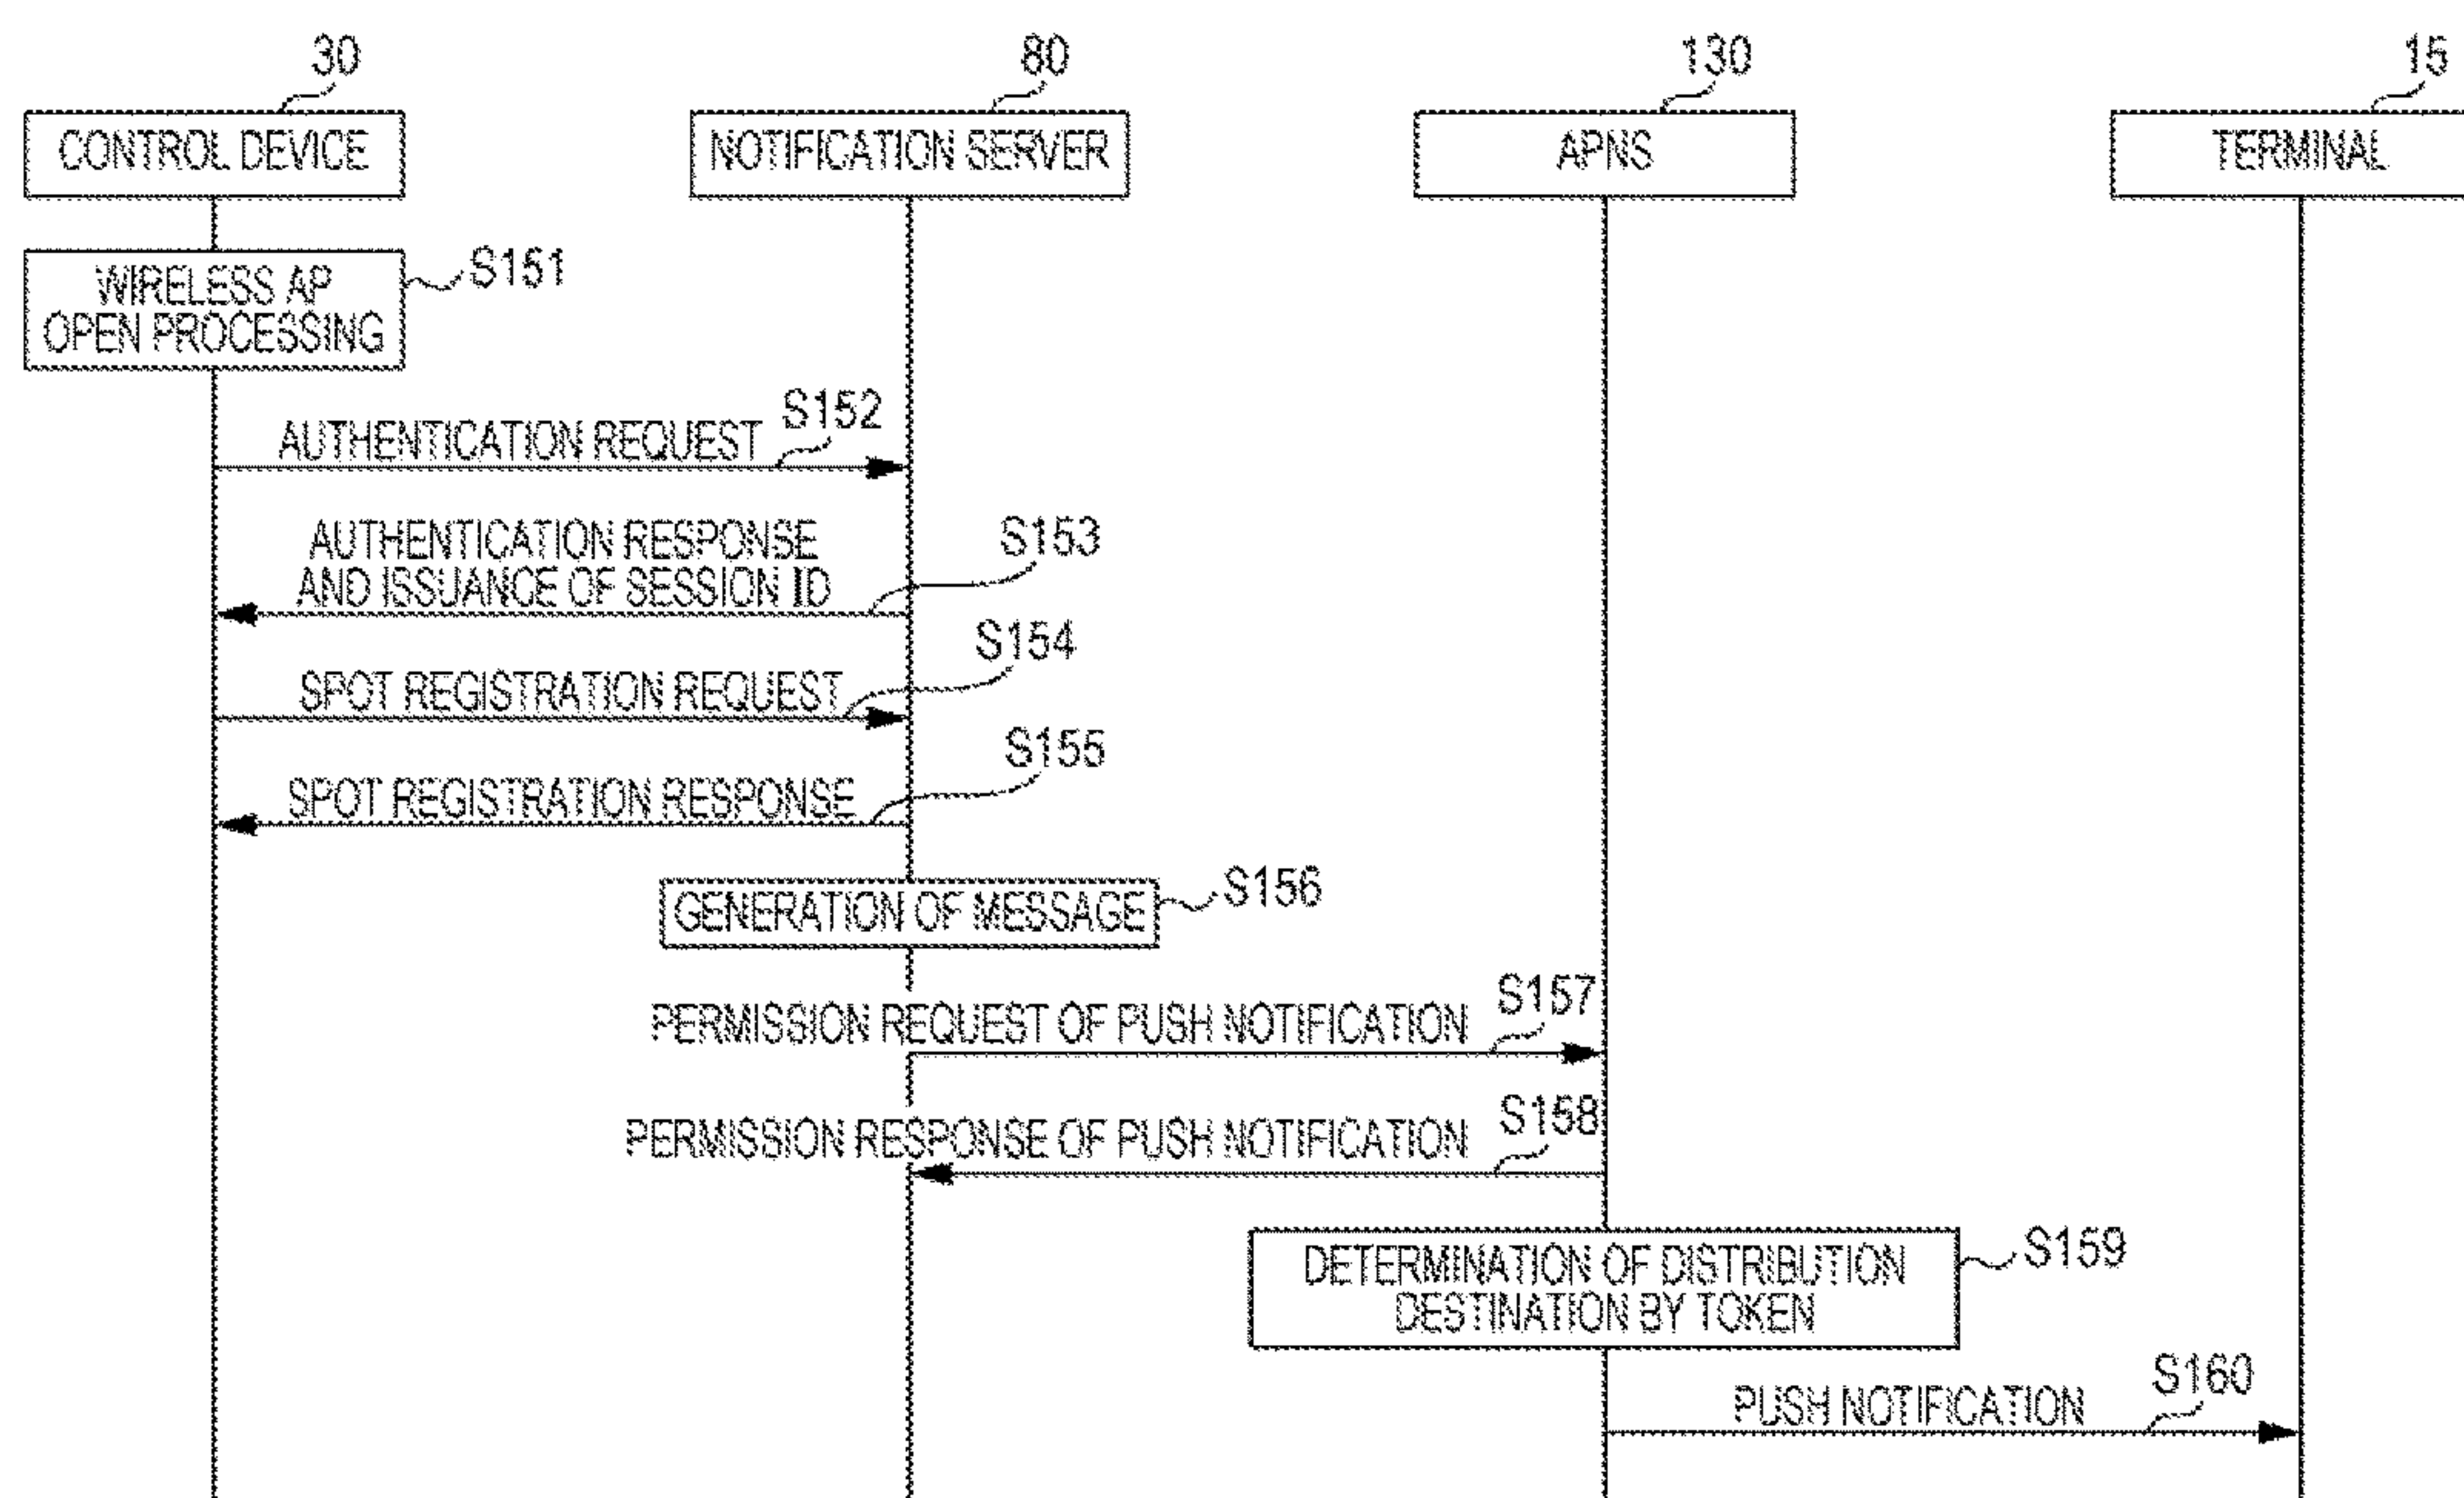 30
80
130
15
CONTROL DEVICE
NOTIFICATION SERVER
APNS
TERMINAL
WIRELESS AP
OPEN PROCESSING
S151
S152
AUTHENTICATION REQUEST
AUTHENTICATION RESPONSE
AND ISSUANCE OF SESSION ID
S153
S154
SPOT REGISTRATION REQUEST
S155
SPOT REGISTRATION RESPONSE
GENERATION OF MESSAGE
S156
S157
PERMISSION REQUEST OF PUSH NOTIFICATION
S158
PERMISSION RESPONSE OF PUSH NOTIFICATION
DETERMINATION OF DISTRIBUTION
DESTINATION BY TOKEN
S159
S160
PUSH NOTIFICATION